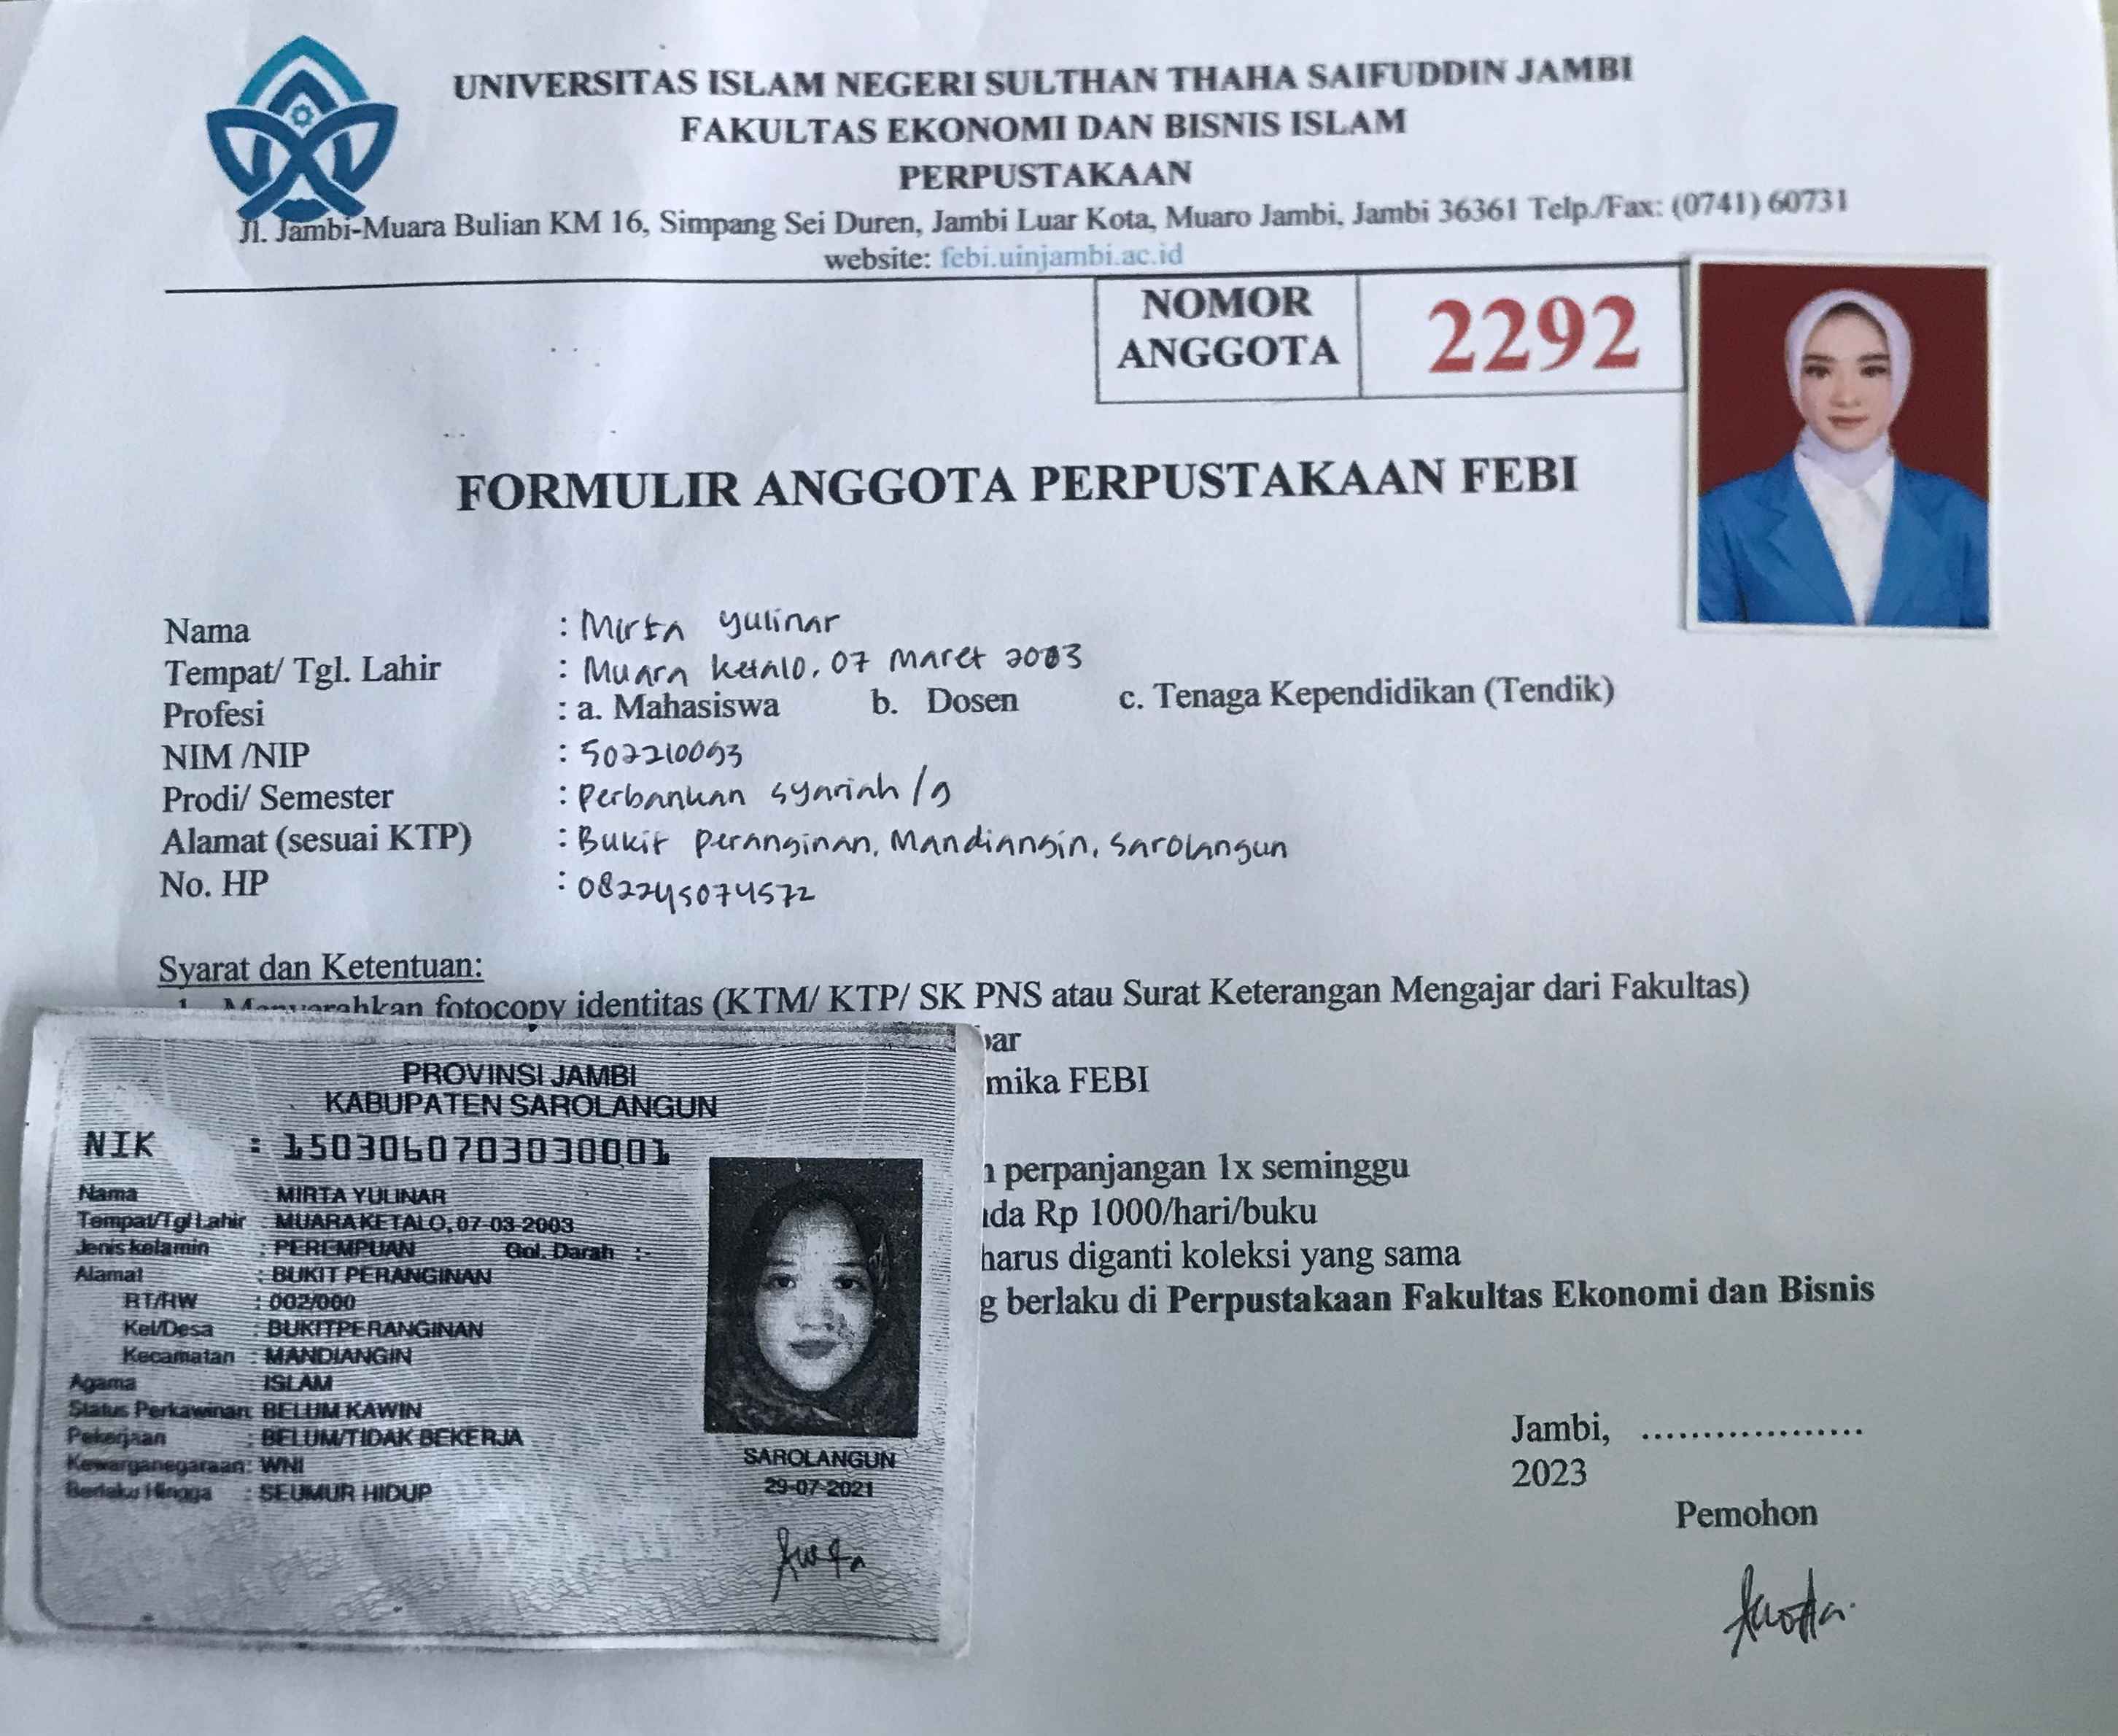 UNIVERSITAS ISLAM NEGERI SULTHAN THAHA SAIFUDDIN JAMBI
FAKULTAS EKONOMI DAN BISNIS ISLAM
PERPUSTAKAAN
Jl. Jambi-Muara Bulian KM 16, Simpang Sei Duren, Jambi Luar Kota, Muaro Jambi, Jambi 36361 Telp./Fax: (0741) 60731
website: febi.uinjambi.ac.id
NOMOR ANGGOTA 2292
FORMULIR ANGGOTA PERPUSTAKAAN FEBI
Nama : Mirta yulinar
Tempat/ Tgl. Lahir : Muara ketalo, 07 Maret 2003
Profesi : a. Mahasiswa b. Dosen c. Tenaga Kependidikan (Tendik)
NIM /NIP : 502210093
Prodi/ Semester : Perbankan syariah /
Alamat (sesuai KTP) : Bukit peranginan, Mandiangin, Sarolangun
No. HP : 082245074572
Syarat dan Ketentuan:
1. Menyerahkan fotocopy identitas (KTM/ KTP/ SK PNS atau Surat Keterangan Mengajar dari Fakultas)
bar
mika FEBI
n perpanjangan 1x seminggu
da Rp 1000/hari/buku
harus diganti koleksi yang sama
g berlaku di Perpustakaan Fakultas Ekonomi dan Bisnis
Jambi, ...................
2023
Pemohon
PROVINSI JAMBI
KABUPATEN SAROLANGUN
NIK : 1503060703030001
Nama : MIRTA YULINAR
Tempat/Tgl Lahir : MUARA KETALO, 07-03-2003
Jenis kelamin : PEREMPUAN Gol. Darah : -
Alamat : BUKIT PERANGINAN
RT/RW : 002/000
Kel/Desa : BUKITPERANGINAN
Kecamatan : MANDIANGIN
Agama : ISLAM
Status Perkawinan: BELUM KAWIN
Pekerjaan : BELUM/TIDAK BEKERJA
Kewarganegaraan: WNI
Berlaku Hingga : SEUMUR HIDUP
SAROLANGUN
29-07-2021